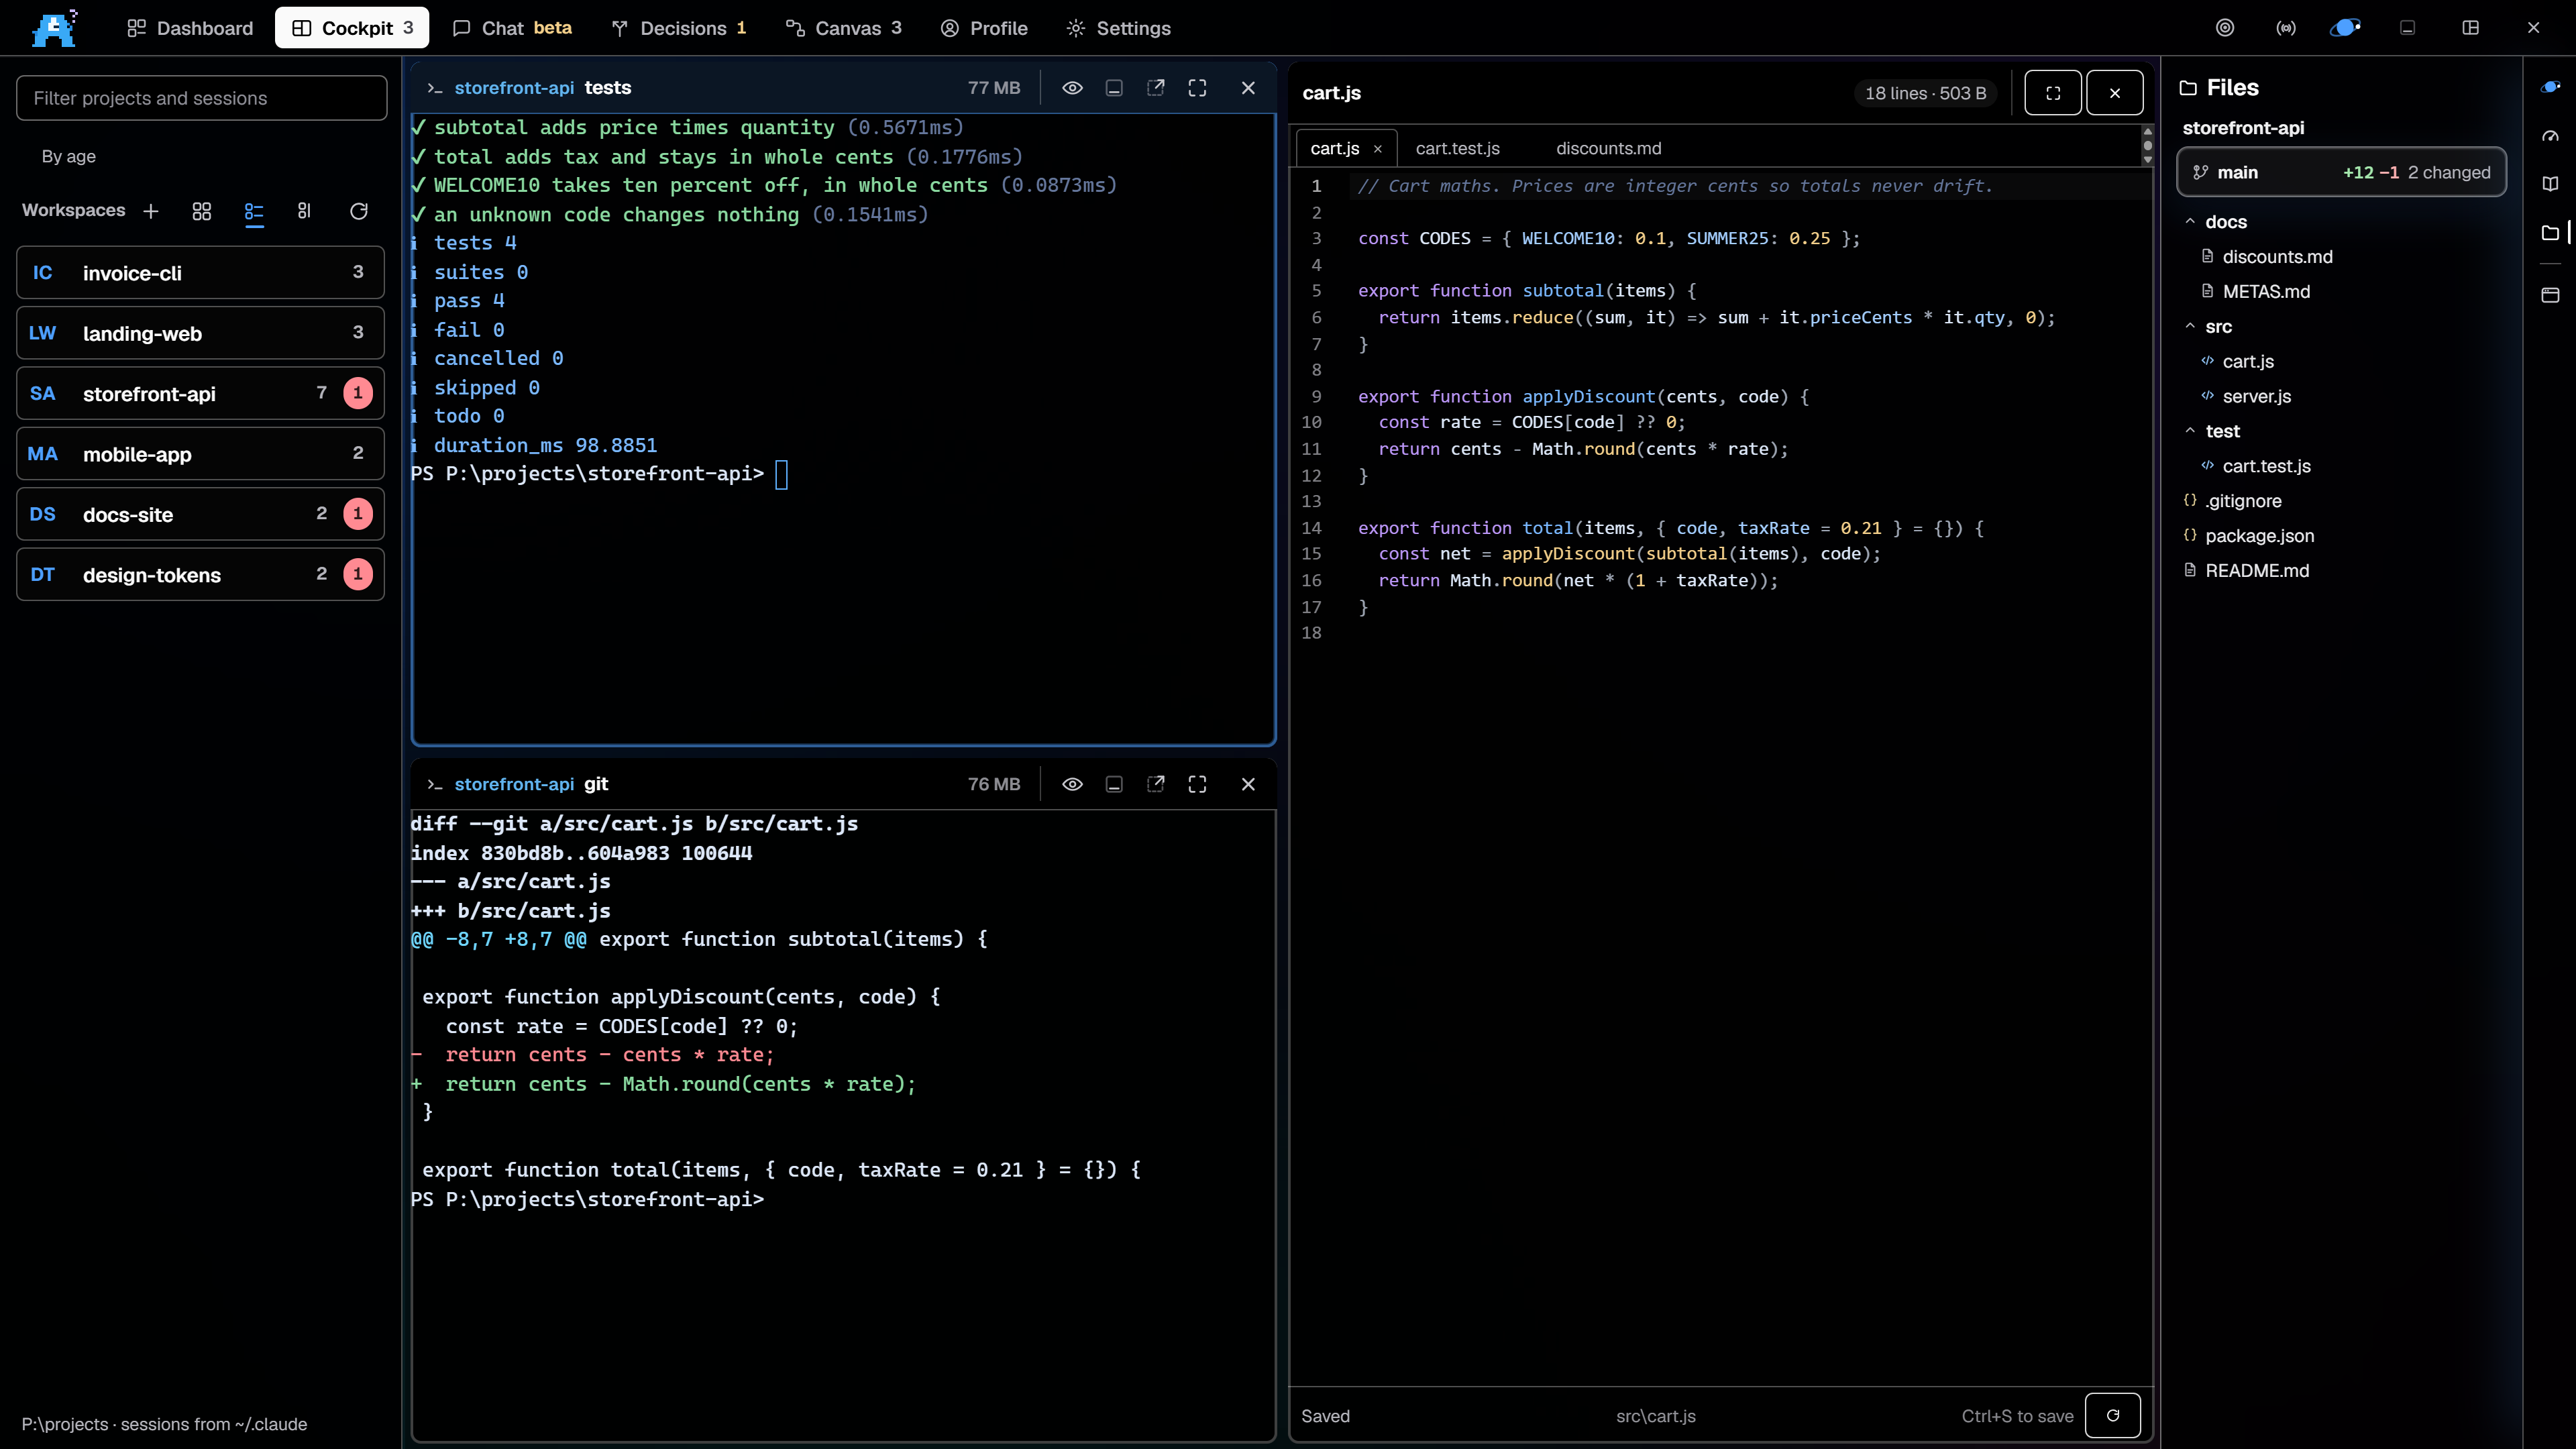 Dashboard
Cockpit 3
Chat beta
Decisions 1
Canvas 3
Profile
Settings
Filter projects and sessions
By age
Workspaces
IC invoice-cli 3
LW landing-web 3
SA storefront-api 7 1
MA mobile-app 2
DS docs-site 2 1
DT design-tokens 2 1
P:\projects · sessions from ~/.claude
storefront-api tests 77 MB
✓ subtotal adds price times quantity (0.5671ms)
✓ total adds tax and stays in whole cents (0.1776ms)
✓ WELCOME10 takes ten percent off, in whole cents (0.0873ms)
✓ an unknown code changes nothing (0.1541ms)
ℹ tests 4
ℹ suites 0
ℹ pass 4
ℹ fail 0
ℹ cancelled 0
ℹ skipped 0
ℹ todo 0
ℹ duration_ms 98.8851
PS P:\projects\storefront-api>
storefront-api git 76 MB
diff --git a/src/cart.js b/src/cart.js
index 830bd8b..604a983 100644
--- a/src/cart.js
+++ b/src/cart.js
@@ -8,7 +8,7 @@ export function subtotal(items) {
export function applyDiscount(cents, code) {
const rate = CODES[code] ?? 0;
- return cents - cents * rate;
+ return cents - Math.round(cents * rate);
}
export function total(items, { code, taxRate = 0.21 } = {}) {
PS P:\projects\storefront-api>
cart.js 18 lines · 503 B
cart.js × cart.test.js discounts.md
1 // Cart maths. Prices are integer cents so totals never drift.
2
3 const CODES = { WELCOME10: 0.1, SUMMER25: 0.25 };
4
5 export function subtotal(items) {
6 return items.reduce((sum, it) => sum + it.priceCents * it.qty, 0);
7 }
8
9 export function applyDiscount(cents, code) {
10 const rate = CODES[code] ?? 0;
11 return cents - Math.round(cents * rate);
12 }
13
14 export function total(items, { code, taxRate = 0.21 } = {}) {
15 const net = applyDiscount(subtotal(items), code);
16 return Math.round(net * (1 + taxRate));
17 }
18
Saved src\cart.js Ctrl+S to save
Files
storefront-api
main +12 −1 2 changed
docs
discounts.md
METAS.md
src
cart.js
server.js
test
cart.test.js
.gitignore
package.json
README.md